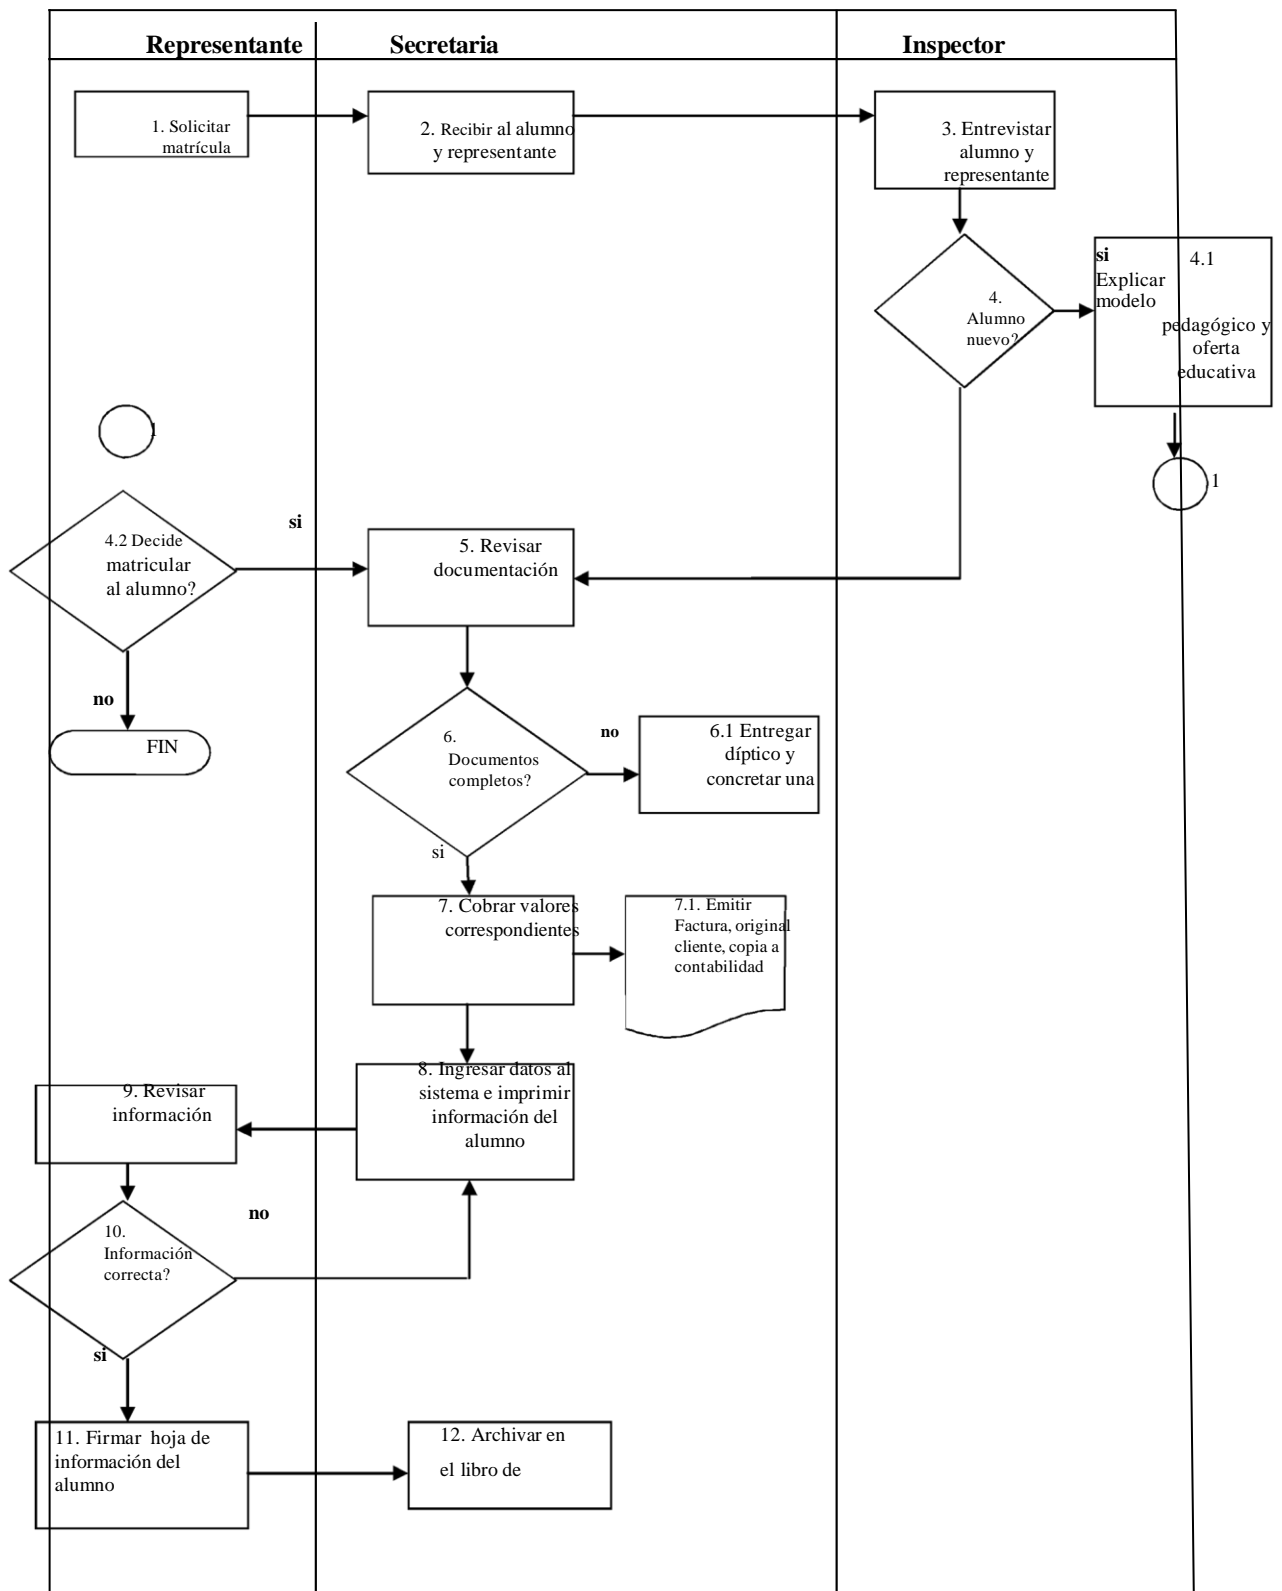 Representante
Secretaria
Inspector
1. Solicitar
matrícula
2. Recibir al alumno
y representante
3. Entrevistar
alumno y
representante
4.
Alumno
nuevo?
si
4.1
Explicar
modelo
pedagógico y
oferta
educativa
1
1
4.2 Decide
matricular
al alumno?
si
5. Revisar
documentación
no
FIN
6.
Documentos
completos?
no
6.1 Entregar
díptico y
concretar una
si
7. Cobrar valores
correspondientes
7.1. Emitir
Factura, original
cliente, copia a
contabilidad
8. Ingresar datos al
sistema e imprimir
información del
alumno
9. Revisar
información
10.
Información
correcta?
no
si
11. Firmar hoja de
información del
alumno
12. Archivar en
el libro de